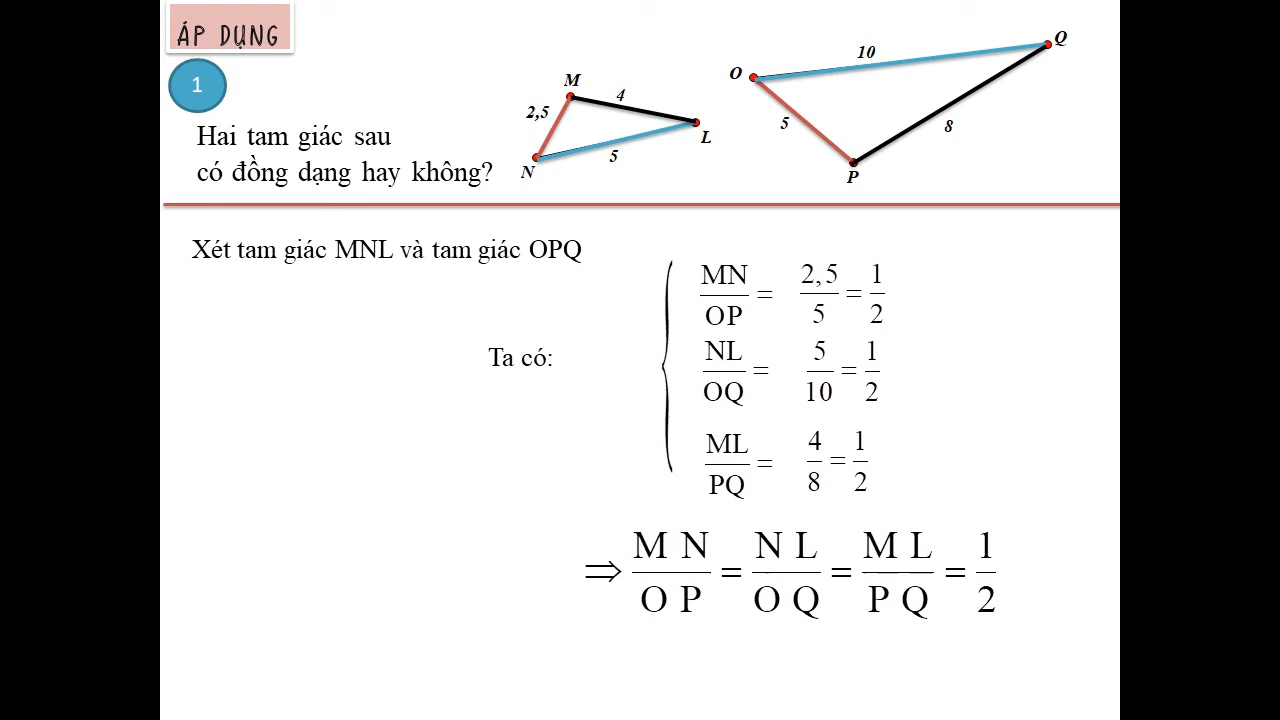 ÁP DỤNG
1
Hai tam giác sau
có đồng dạng hay không?
M
4
2,5
L
5
N
O
10
Q
5
8
P
Xét tam giác MNL và tam giác OPQ
Ta có:
MN/OP = 2,5/5 = 1/2
NL/OQ = 5/10 = 1/2
ML/PQ = 4/8 = 1/2
⇒ MN/OP = NL/OQ = ML/PQ = 1/2